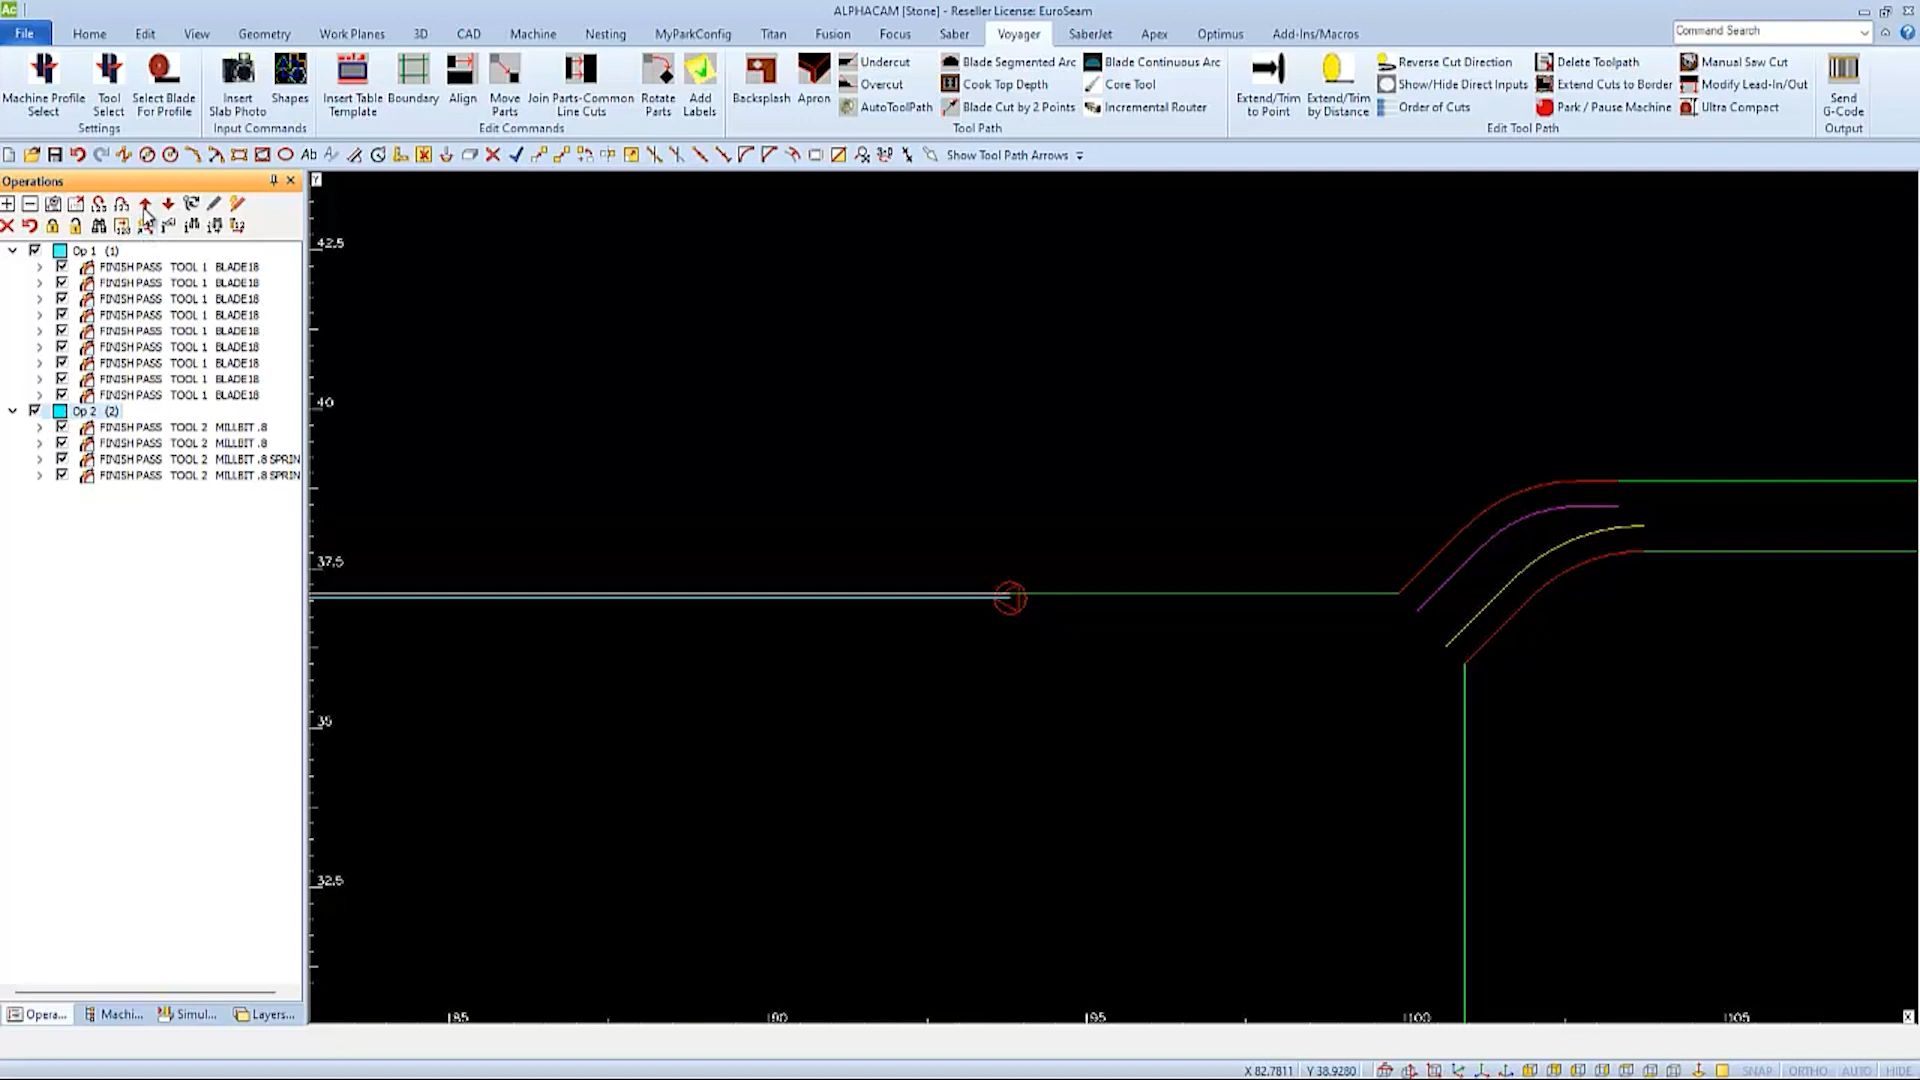 ALPHACAM [Stone] - Reseller License: EuroSeam
Ac
File Home Edit View Geometry Work Planes 3D CAD Machine Nesting MyParkConfig Titan Fusion Focus Saber Voyager SaberJet Apex Optimus Add-Ins/Macros Command Search
Machine Profile Select
Tool Select
Select Blade For Profile
Settings
Insert Slab Photo
Shapes
Input Commands
Insert Table Template
Boundary
Align
Move Parts
Join Parts-Common Line Cuts
Rotate Parts
Add Labels
Edit Commands
Backsplash
Apron
Undercut
Overcut
AutoToolPath
Blade Segmented Arc
Cook Top Depth
Blade Cut by 2 Points
Blade Continuous Arc
Core Tool
Incremental Router
Tool Path
Extend/Trim to Point
Extend/Trim by Distance
Reverse Cut Direction
Show/Hide Direct Inputs
Order of Cuts
Delete Toolpath
Extend Cuts to Border
Park / Pause Machine
Manual Saw Cut
Modify Lead-In/Out
Ultra Compact
Edit Tool Path
Send G-Code
Output
Show Tool Path Arrows
Operations
Op 1 (1)
FINISH PASS TOOL 1 BLADE18
FINISH PASS TOOL 1 BLADE18
FINISH PASS TOOL 1 BLADE18
FINISH PASS TOOL 1 BLADE18
FINISH PASS TOOL 1 BLADE18
FINISH PASS TOOL 1 BLADE18
FINISH PASS TOOL 1 BLADE18
FINISH PASS TOOL 1 BLADE18
FINISH PASS TOOL 1 BLADE18
Op 2 (2)
FINISH PASS TOOL 2 MILLBIT .8
FINISH PASS TOOL 2 MILLBIT .8
FINISH PASS TOOL 2 MILLBIT .8 SPRIN
FINISH PASS TOOL 2 MILLBIT .8 SPRIN
Opera... Machi... Simul... Layers...
Y
42.5
40
37.5
35
32.5
85 90 95 100 105 X
X 82.7811 Y 38.9280 SNAP ORTHO AUTO HIDE